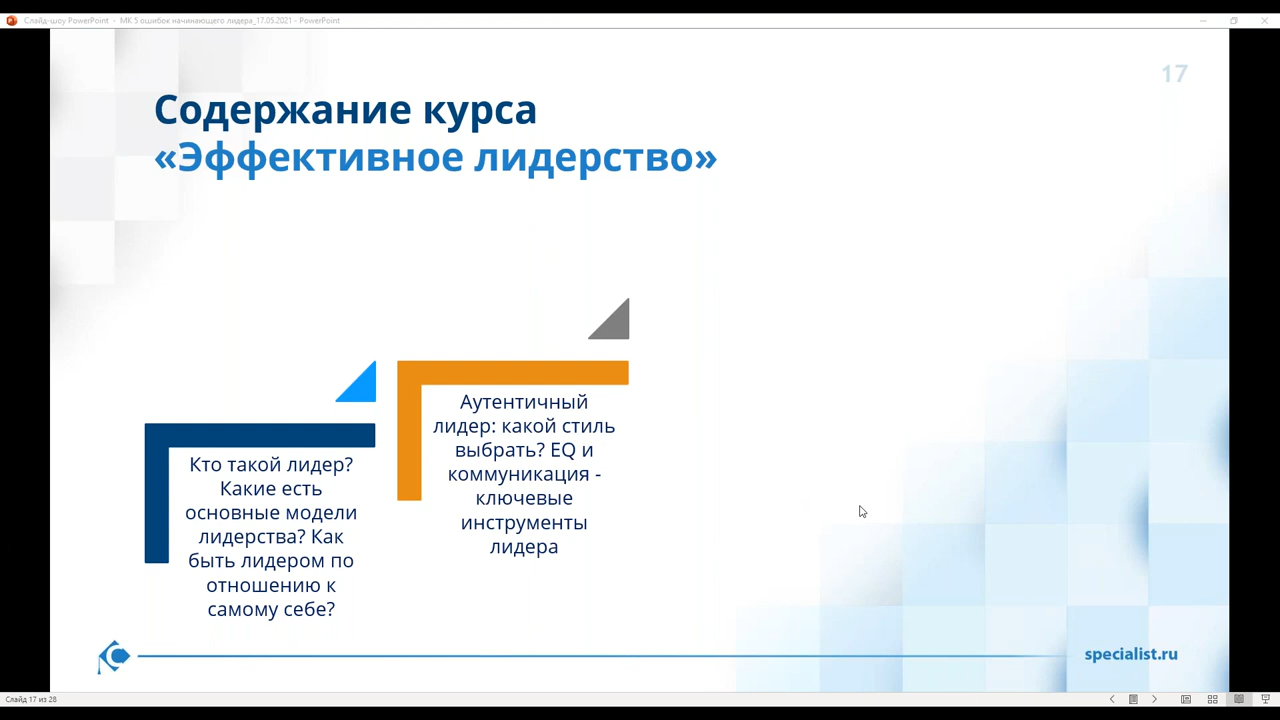 Слайд-шоу PowerPoint - МК 5 ошибок начинающего лидера_17.05.2021 - PowerPoint
17
Содержание курса
«Эффективное лидерство»
Кто такой лидер?
Какие есть
основные модели
лидерства? Как
быть лидером по
отношению к
самому себе?
Аутентичный
лидер: какой стиль
выбрать? EQ и
коммуникация -
ключевые
инструменты
лидера
specialist.ru
Слайд 17 из 28